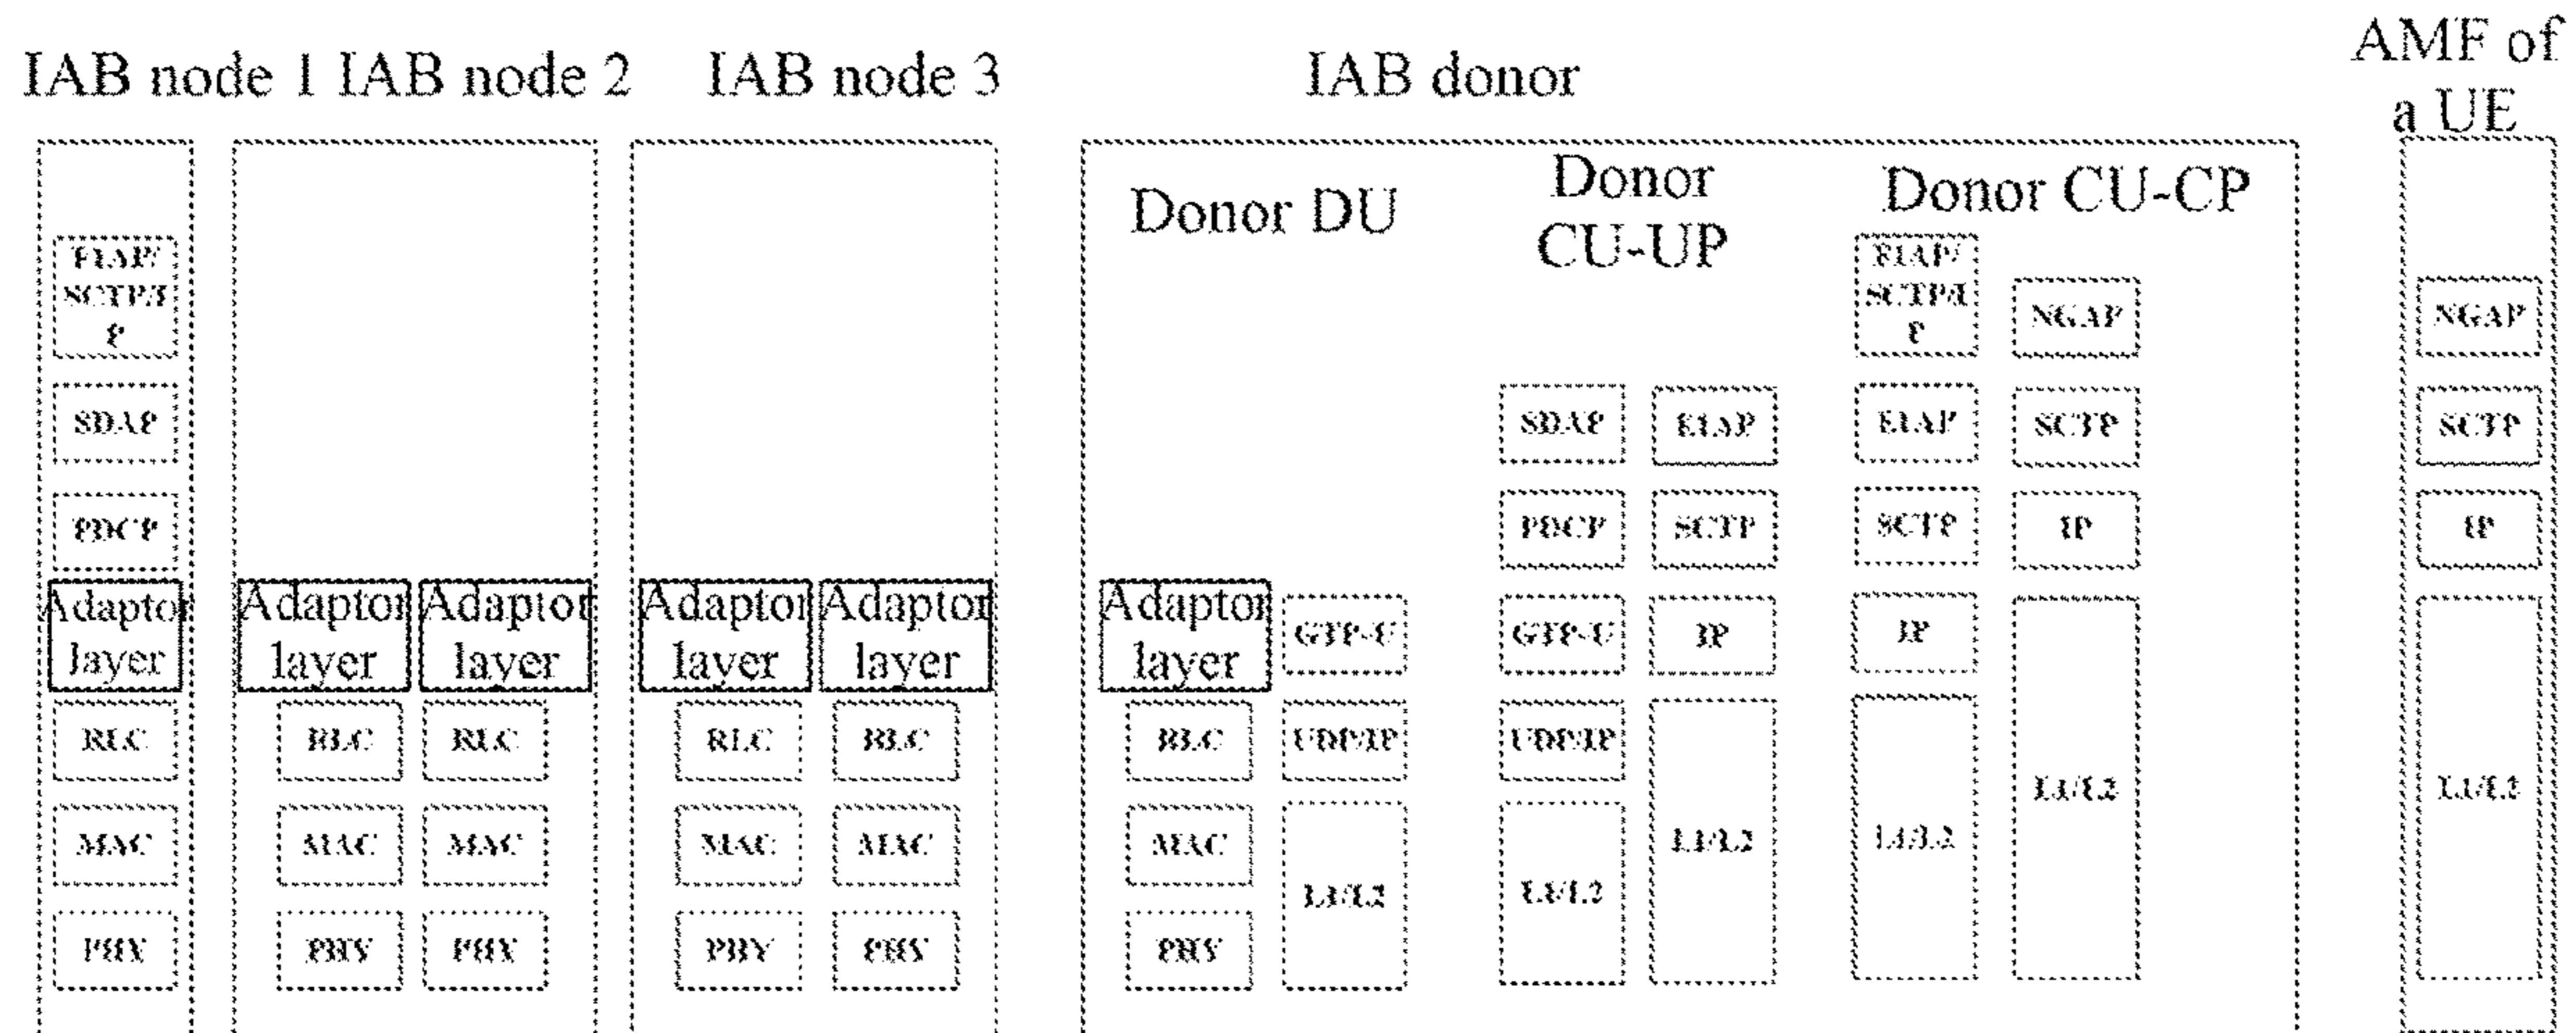 IAB node 1 IAB node 2 IAB node 3 IAB donor AMF of
a UE
Donor DU
Donor
CU-UP
Donor CU-CP
F1AP/
SCTP/I
P
SDAP
PDCP
Adaptor
layer
RLC
MAC
PHY
Adaptor
layer
RLC
MAC
PHY
Adaptor
layer
RLC
MAC
PHY
Adaptor
layer
RLC
MAC
PHY
Adaptor
layer
RLC
MAC
PHY
Adaptor
layer
RLC
MAC
PHY
GTP-U
UDP/IP
L1/L2
SDAP
PDCP
GTP-U
UDP/IP
L1/L2
E1AP
SCTP
IP
L1/L2
F1AP/
SCTP/I
P
E1AP
SCTP
IP
L1/L2
NGAP
SCTP
IP
L1/L2
NGAP
SCTP
IP
L1/L2